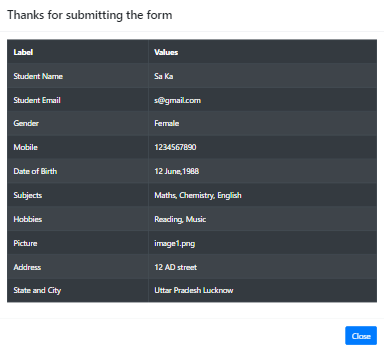 Thanks for submitting the form
Label Values
Student Name Sa Ka
Student Email s@gmail.com
Gender Female
Mobile 1234567890
Date of Birth 12 June,1988
Subjects Maths, Chemistry, English
Hobbies Reading, Music
Picture image1.png
Address 12 AD street
State and City Uttar Pradesh Lucknow
Close